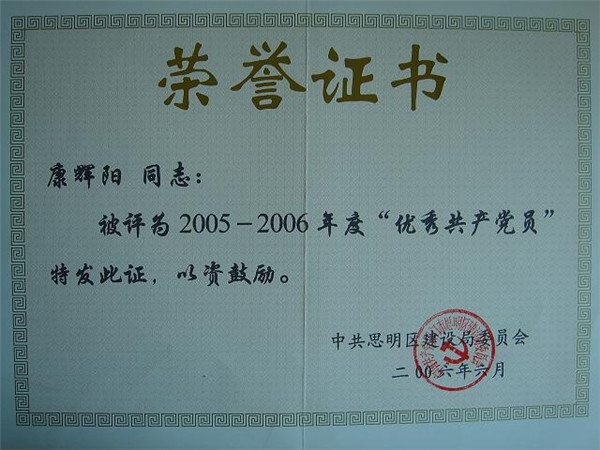 荣誉证书
康辉阳 同志：
被评为2005－2006年度“优秀共产党员”
特发此证，以资鼓励。
中共思明区建设局委员会
二00六年六月